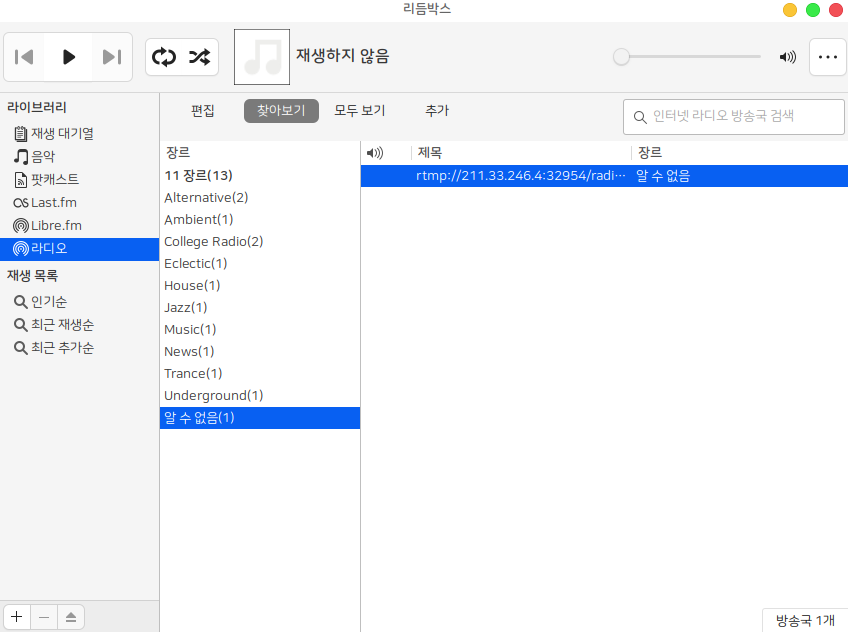 리듬박스
재생하지 않음
라이브러리
재생 대기열
음악
팟캐스트
Last.fm
Libre.fm
라디오
재생 목록
인기순
최근 재생순
최근 추가순
편집 찾아보기 모두 보기 추가
인터넷 라디오 방송국 검색
장르
11 장르(13)
Alternative(2)
Ambient(1)
College Radio(2)
Eclectic(1)
House(1)
Jazz(1)
Music(1)
News(1)
Trance(1)
Underground(1)
알 수 없음(1)
제목 장르
rtmp://211.33.246.4:32954/radi… 알 수 없음
방송국 1개